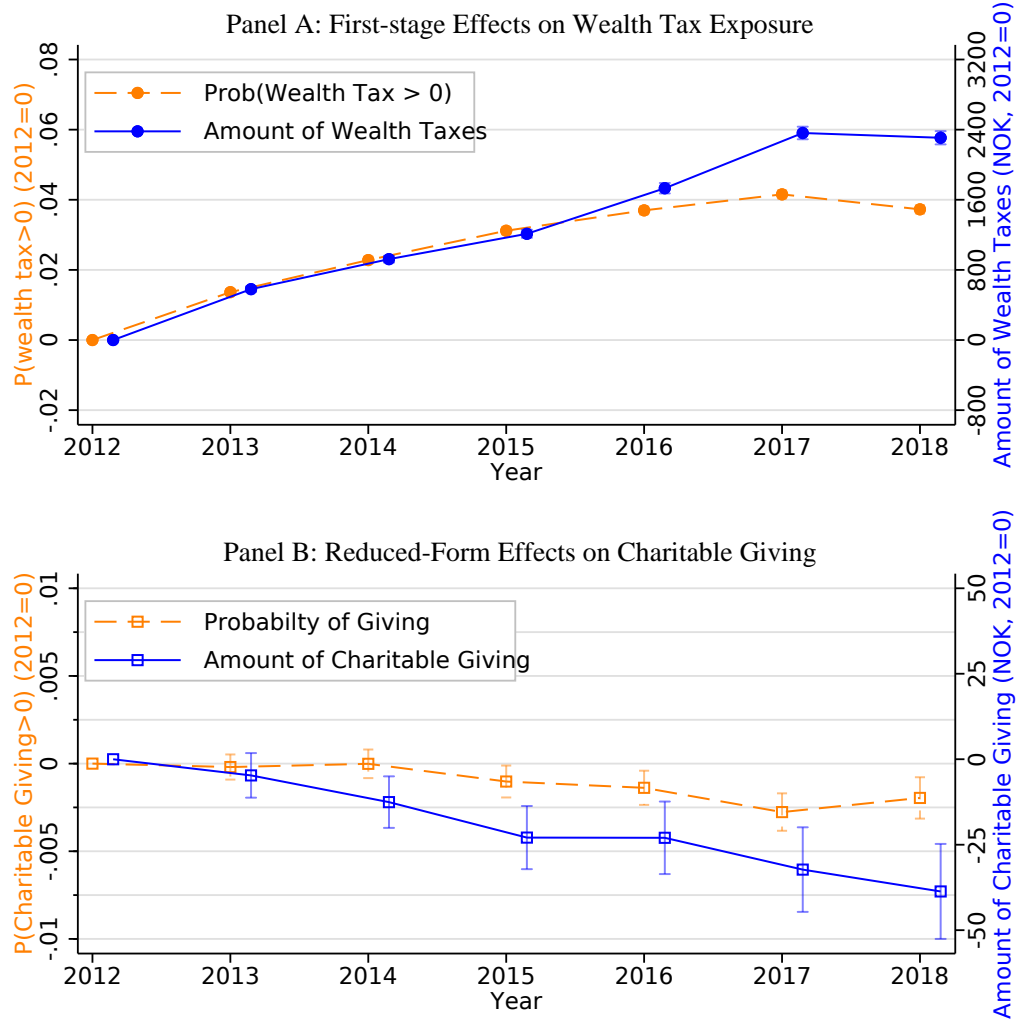 Panel A: First-stage Effects on Wealth Tax Exposure
P(wealth tax>0) (2012=0)
.08
.06
.04
.02
0
-.02
Prob(Wealth Tax > 0)
Amount of Wealth Taxes
3200
2400
1600
800
0
-800
Amount of Wealth Taxes (NOK, 2012=0)
2012 2013 2014 2015 2016 2017 2018
Year
Panel B: Reduced-Form Effects on Charitable Giving
P(Charitable Giving>0) (2012=0)
.01
.005
0
-.005
-.01
Probabilty of Giving
Amount of Charitable Giving
50
25
0
-25
-50
Amount of Charitable Giving (NOK, 2012=0)
2012 2013 2014 2015 2016 2017 2018
Year